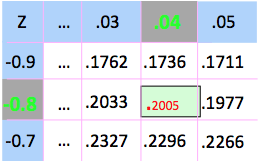 Z ... .03 .04 .05
-0.9 ... .1762 .1736 .1711
-0.8 ... .2033 .2005 .1977
-0.7 ... .2327 .2296 .2266